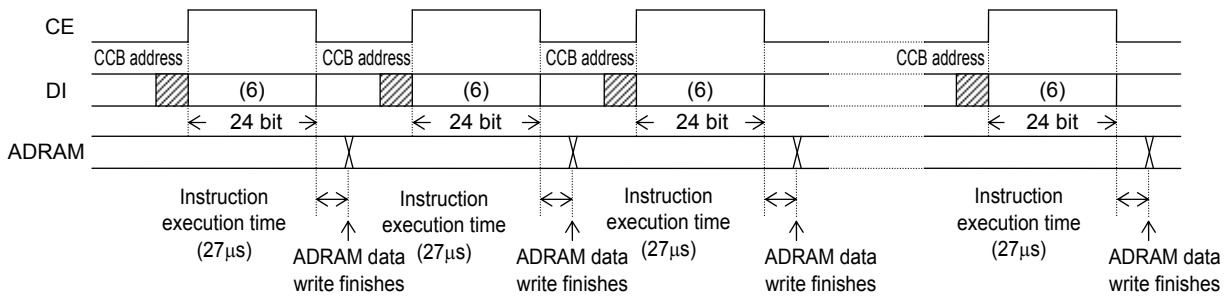 CE
CCB address CCB address CCB address CCB address
DI (6) (6) (6) (6)
24 bit 24 bit 24 bit 24 bit
ADRAM
Instruction
execution time
(27μs)
ADRAM data
write finishes
Instruction
execution time
(27μs)
ADRAM data
write finishes
Instruction
execution time
(27μs)
ADRAM data
write finishes
Instruction
execution time
(27μs)
ADRAM data
write finishes